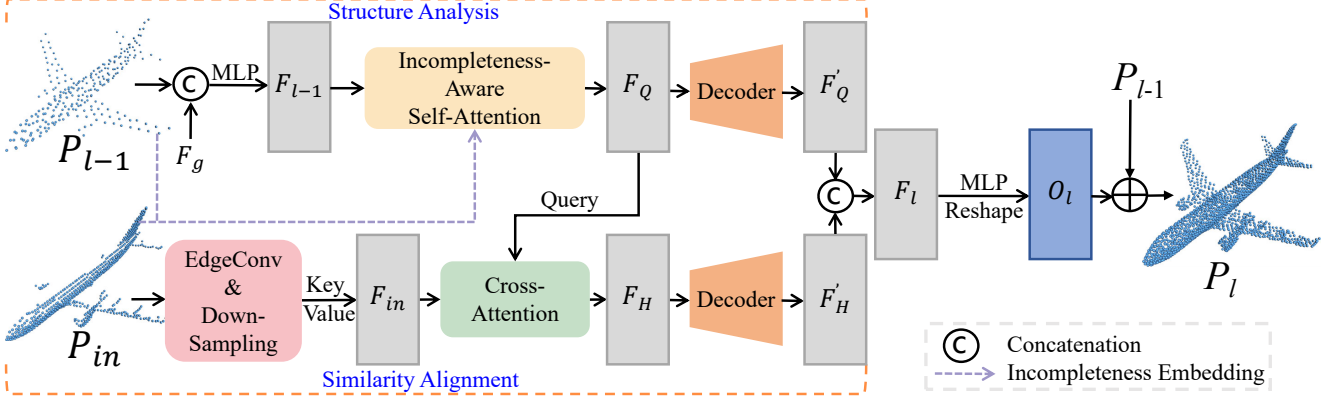 Structure Analysis
P_{l-1}
C
F_g
MLP
F_{l-1}
Incompleteness-
Aware
Self-Attention
F_Q
Decoder
F'_Q
P_{in}
EdgeConv
&
Down-
Sampling
Key
Value
F_{in}
Query
Cross-
Attention
F_H
Decoder
F'_H
Similarity Alignment
C
F_l
MLP
Reshape
O_l
P_{l-1}
P_l
C Concatenation
Incompleteness Embedding